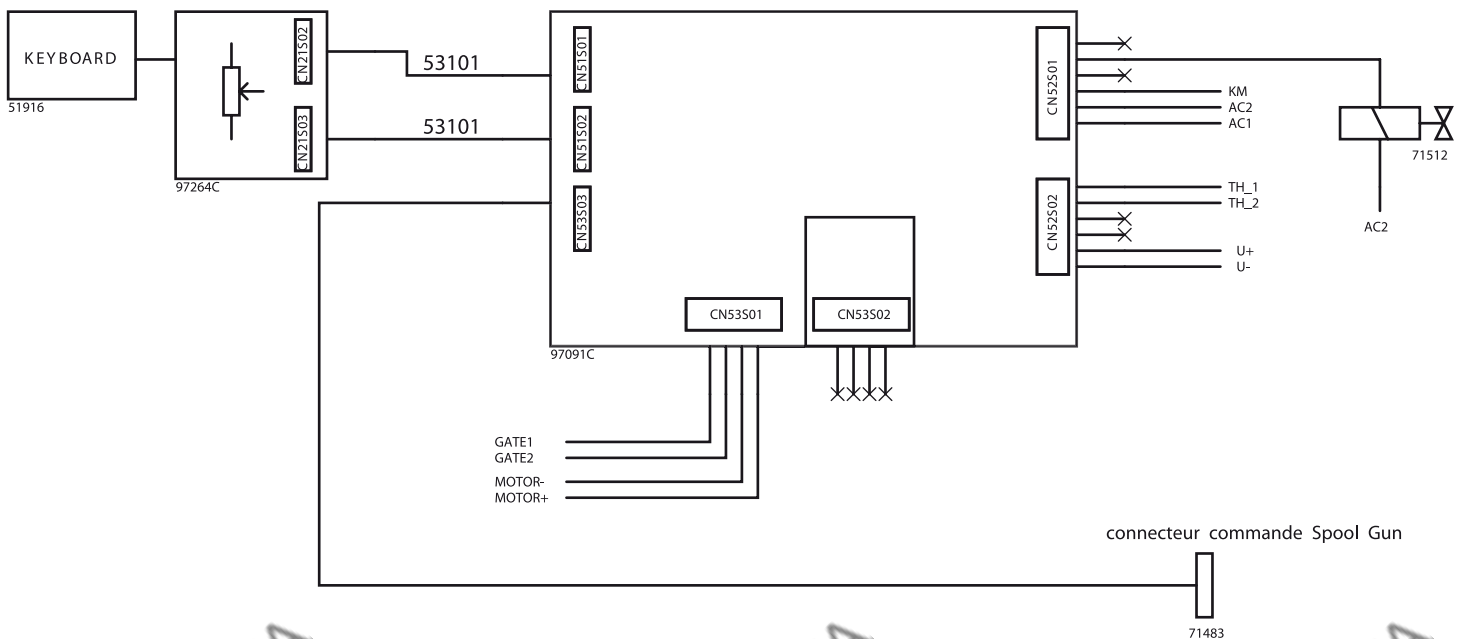 KEYBOARD
51916
CN21S02
CN21S03
97264C
53101
53101
CN51S01
CN51S02
CN53S03
CN52S01
KM
AC2
AC1
71512
AC2
CN52S02
TH_1
TH_2
U+
U-
CN53S01
CN53S02
97091C
GATE1
GATE2
MOTOR-
MOTOR+
connecteur commande Spool Gun
71483